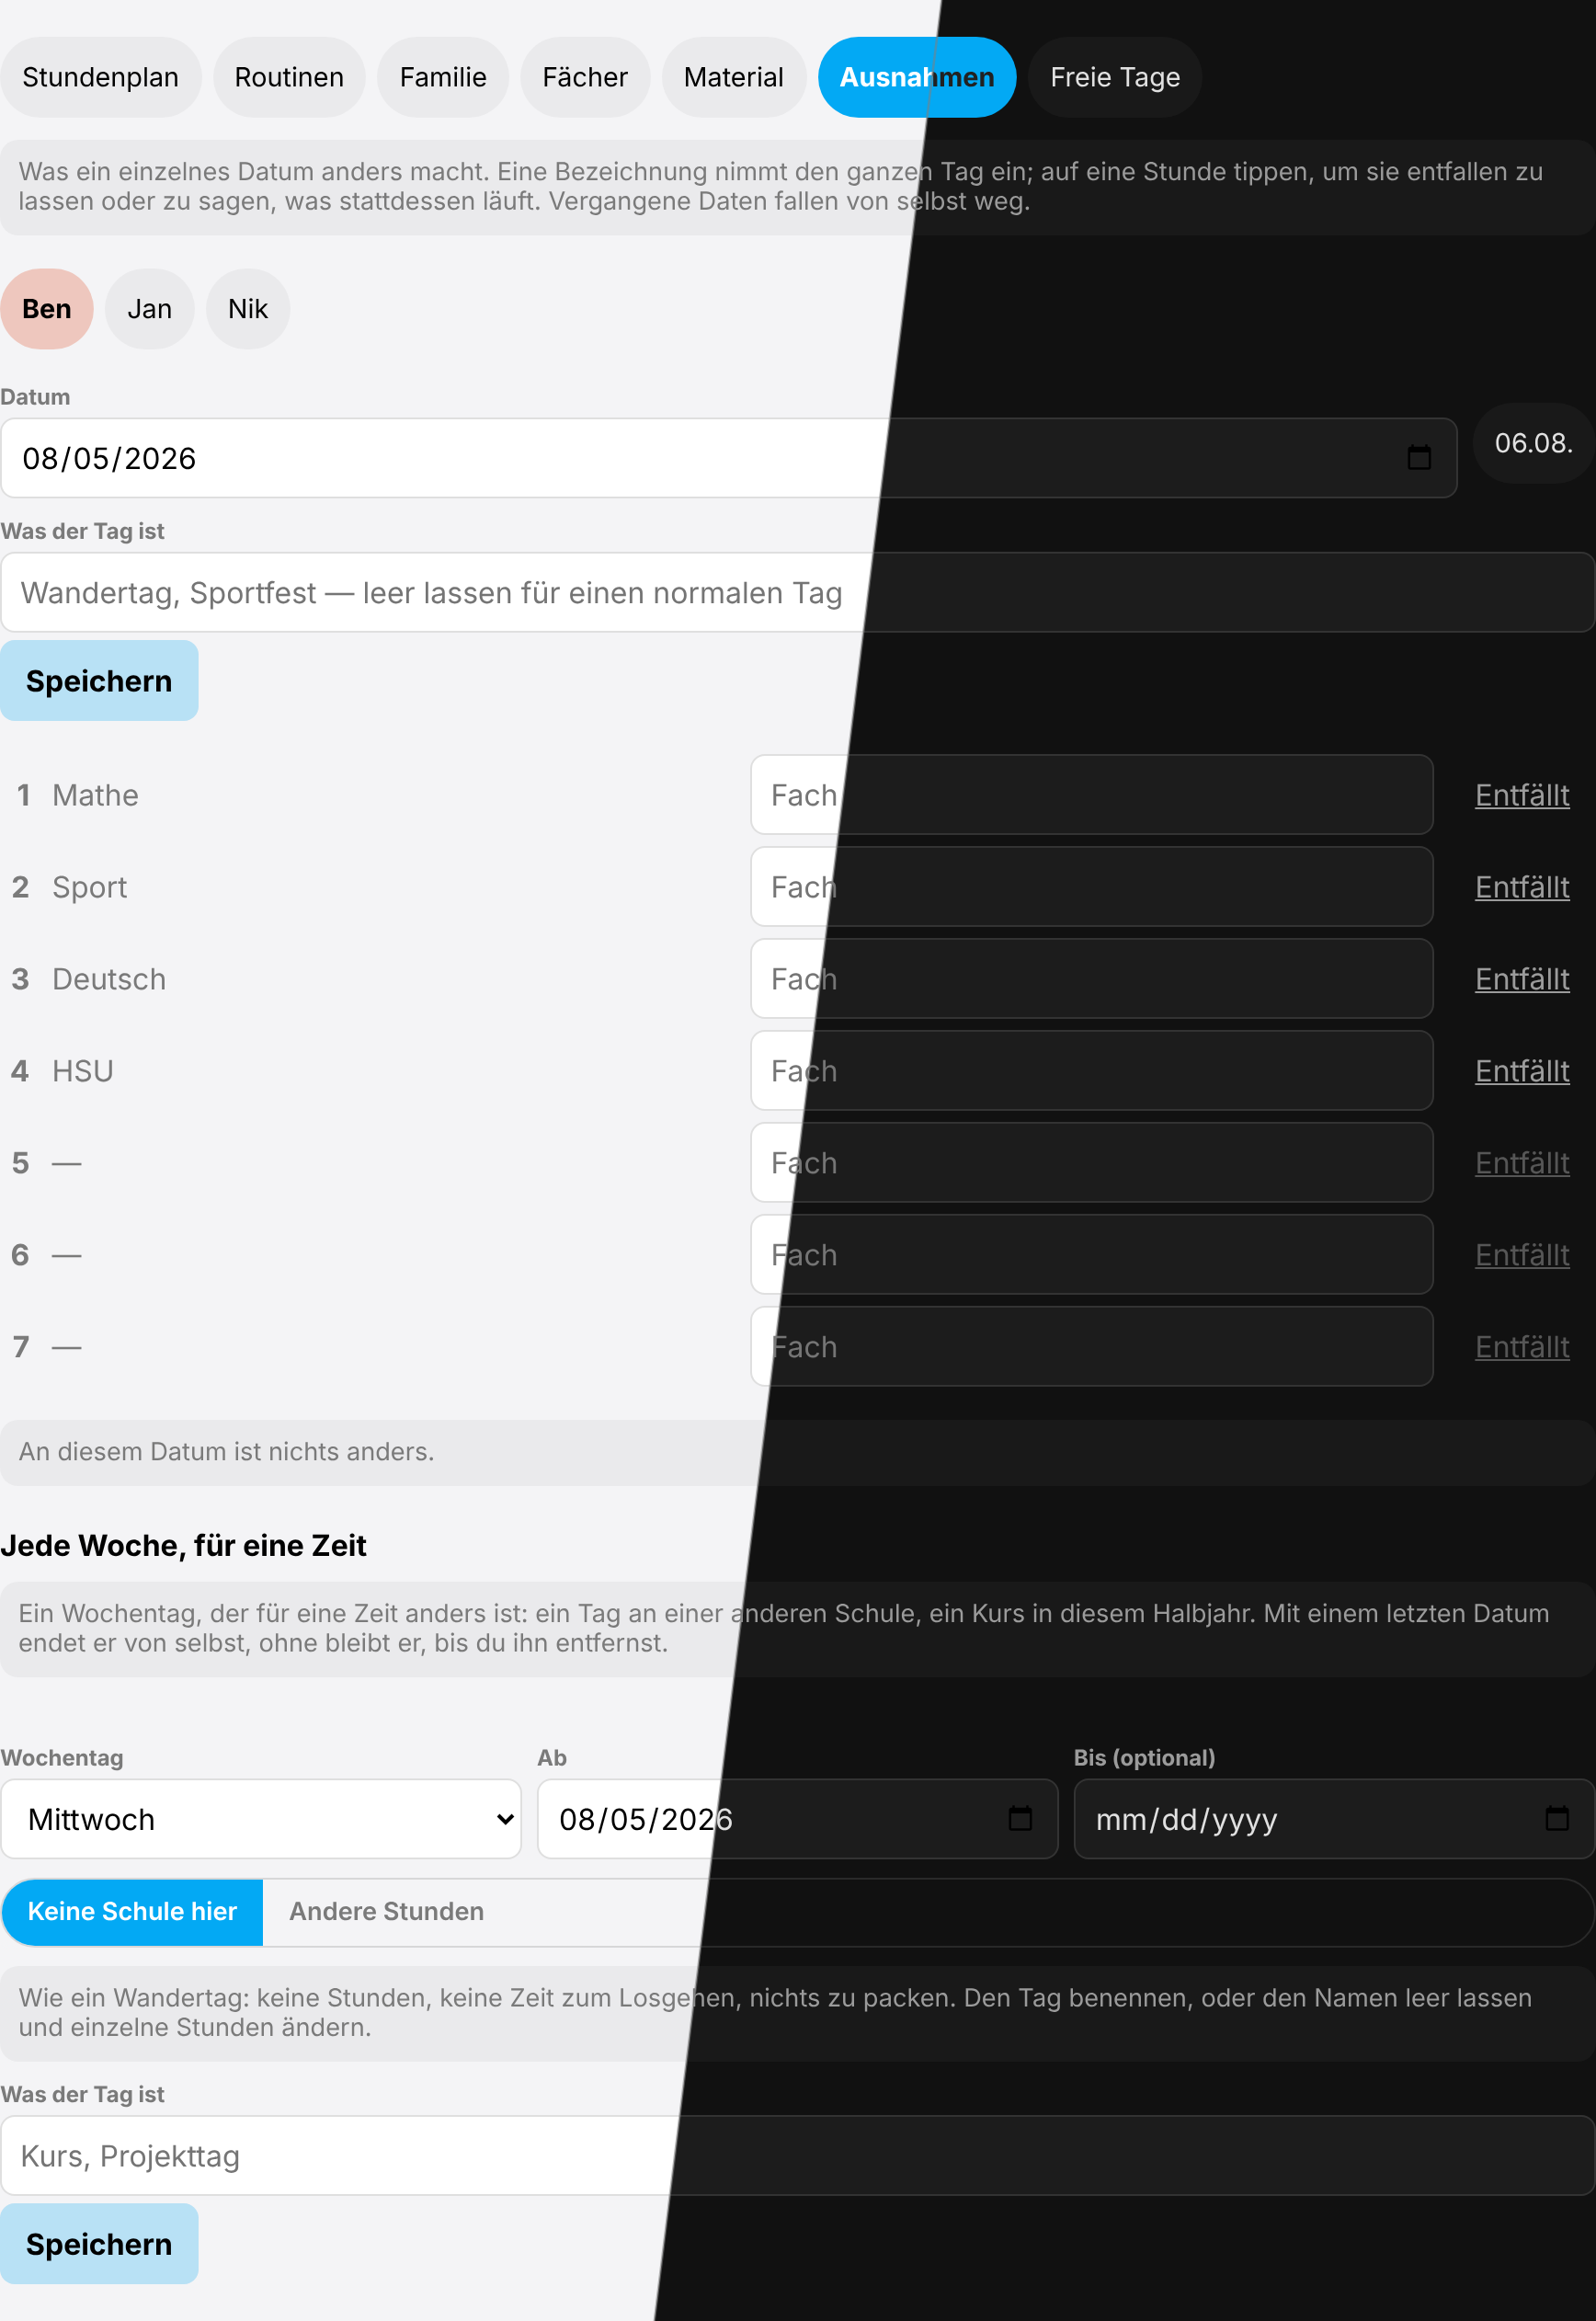 Stundenplan Routinen Familie Fächer Material Ausnahmen Freie Tage
Was ein einzelnes Datum anders macht. Eine Bezeichnung nimmt den ganzen Tag ein; auf eine Stunde tippen, um sie entfallen zu
lassen oder zu sagen, was stattdessen läuft. Vergangene Daten fallen von selbst weg.
Ben Jan Nik
Datum
08/05/2026 06.08.
Was der Tag ist
Wandertag, Sportfest — leer lassen für einen normalen Tag
Speichern
1 Mathe Fach Entfällt
2 Sport Fach Entfällt
3 Deutsch Fach Entfällt
4 HSU Fach Entfällt
5 — Fach Entfällt
6 — Fach Entfällt
7 — Fach Entfällt
An diesem Datum ist nichts anders.
Jede Woche, für eine Zeit
Ein Wochentag, der für eine Zeit anders ist: ein Tag an einer anderen Schule, ein Kurs in diesem Halbjahr. Mit einem letzten Datum
endet er von selbst, ohne bleibt er, bis du ihn entfernst.
Wochentag Ab Bis (optional)
Mittwoch 08/05/2026 mm/dd/yyyy
Keine Schule hier Andere Stunden
Wie ein Wandertag: keine Stunden, keine Zeit zum Losgehen, nichts zu packen. Den Tag benennen, oder den Namen leer lassen
und einzelne Stunden ändern.
Was der Tag ist
Kurs, Projekttag
Speichern